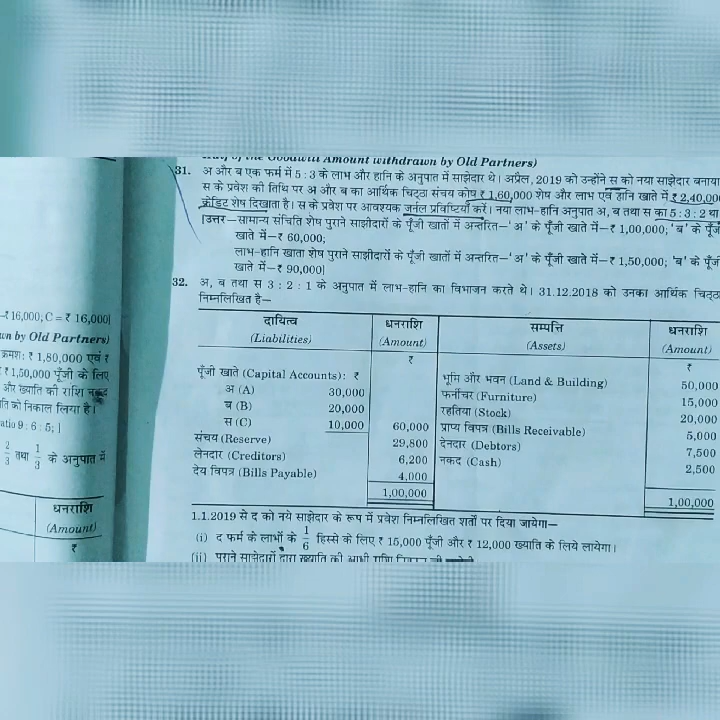 Goodwill Amount withdrawn by Old Partners)
31. अ और ब एक फर्म में 5 : 3 के लाभ और हानि के अनुपात में साझेदार थे। अप्रैल, 2019 को उन्होंने स को नया साझेदार बनाया
स के प्रवेश की तिथि पर अ और ब का आर्थिक चिट्ठा संचय कोष ₹ 1,60,000 शेष और लाभ एवं हानि खाते में ₹ 2,40,000
क्रेडिट शेष दिखाता है। स के प्रवेश पर आवश्यक जर्नल प्रविष्टियाँ करें। नया लाभ-हानि अनुपात अ, ब तथा स का 5 : 3 : 2 था
[उत्तर—सामान्य संचिति शेष पुराने साझीदारों के पूँजी खातों में अन्तरित—'अ' के पूँजी खाते में—₹ 1,00,000; 'ब' के पूँजी
खाते में—₹ 60,000;
लाभ-हानि खाता शेष पुराने साझीदारों के पूँजी खातों में अन्तरित—'अ' के पूँजी खाते में—₹ 1,50,000, 'ब' के पूँजी
खाते में—₹ 90,000]
32. अ, ब तथा स 3 : 2 : 1 के अनुपात में लाभ-हानि का विभाजन करते थे। 31.12.2018 को उनका आर्थिक चिट्ठ
निम्नलिखित है—
दायित्व धनराशि सम्पत्ति धनराशि
(Liabilities) (Amount) (Assets) (Amount)
₹ ₹
पूँजी खाते (Capital Accounts) : ₹ भूमि और भवन (Land & Building) 50,000
अ (A) 30,000 फर्नीचर (Furniture) 15,000
ब (B) 20,000 रहतिया (Stock) 20,000
स (C) 10,000 60,000 प्राप्य विपत्र (Bills Receivable) 5,000
संचय (Reserve) 29,800 देनदार (Debtors) 7,500
लेनदार (Creditors) 6,200 नकद (Cash) 2,500
देय विपत्र (Bills Payable) 4,000
1,00,000 1,00,000
1.1.2019 से द को नये साझेदार के रूप में प्रवेश निम्नलिखित शर्तों पर दिया जायेगा—
(i) द फर्म के लाभों के 1/6 हिस्से के लिए ₹ 15,000 पूँजी और ₹ 12,000 ख्याति के लिये लायेगा।
(ii) पुराने साझेदारों द्वारा ख्याति की आधी राशि
₹ 16,000; C = ₹ 16,000]
by Old Partners)
क्रमशः ₹ 1,80,000 एवं ₹
₹ 1,50,000 पूँजी के लिए
और ख्याति की राशि नकद
को निकाल लिया है।
ratio 9 : 6 : 5; ]
2/3 तथा 1/3 के अनुपात में
धनराशि
(Amount)
₹